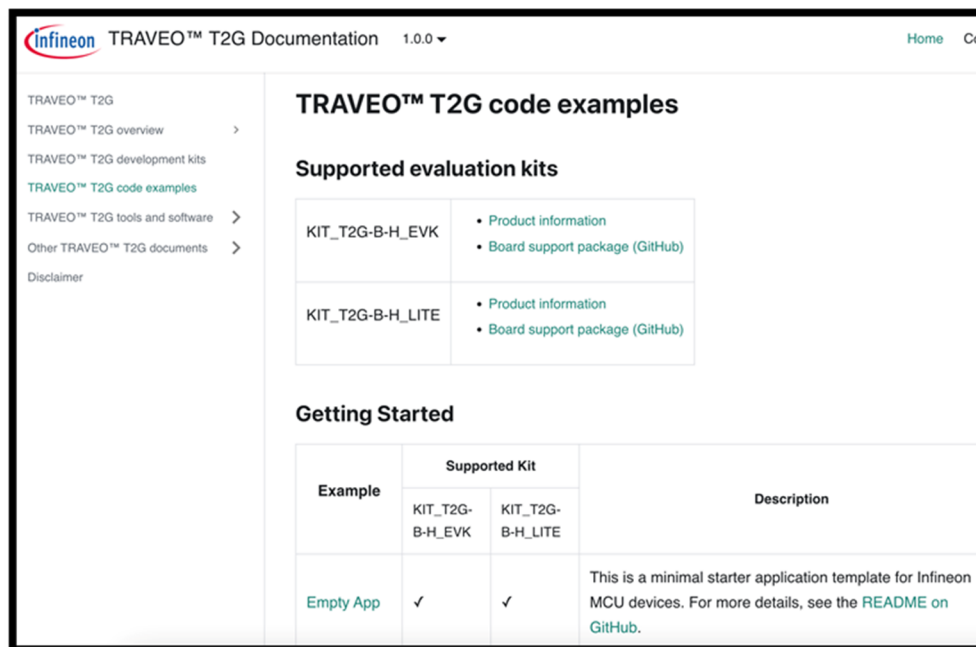 infineon TRAVEO™ T2G Documentation 1.0.0 Home
TRAVEO™ T2G
TRAVEO™ T2G overview
TRAVEO™ T2G development kits
TRAVEO™ T2G code examples
TRAVEO™ T2G tools and software
Other TRAVEO™ T2G documents
Disclaimer
TRAVEO™ T2G code examples
Supported evaluation kits
KIT_T2G-B-H_EVK
• Product information
• Board support package (GitHub)
KIT_T2G-B-H_LITE
• Product information
• Board support package (GitHub)
Getting Started
Example
Supported Kit
KIT_T2G-
B-H_EVK
KIT_T2G-
B-H_LITE
Description
Empty App
✓
✓
This is a minimal starter application template for Infineon
MCU devices. For more details, see the README on
GitHub.